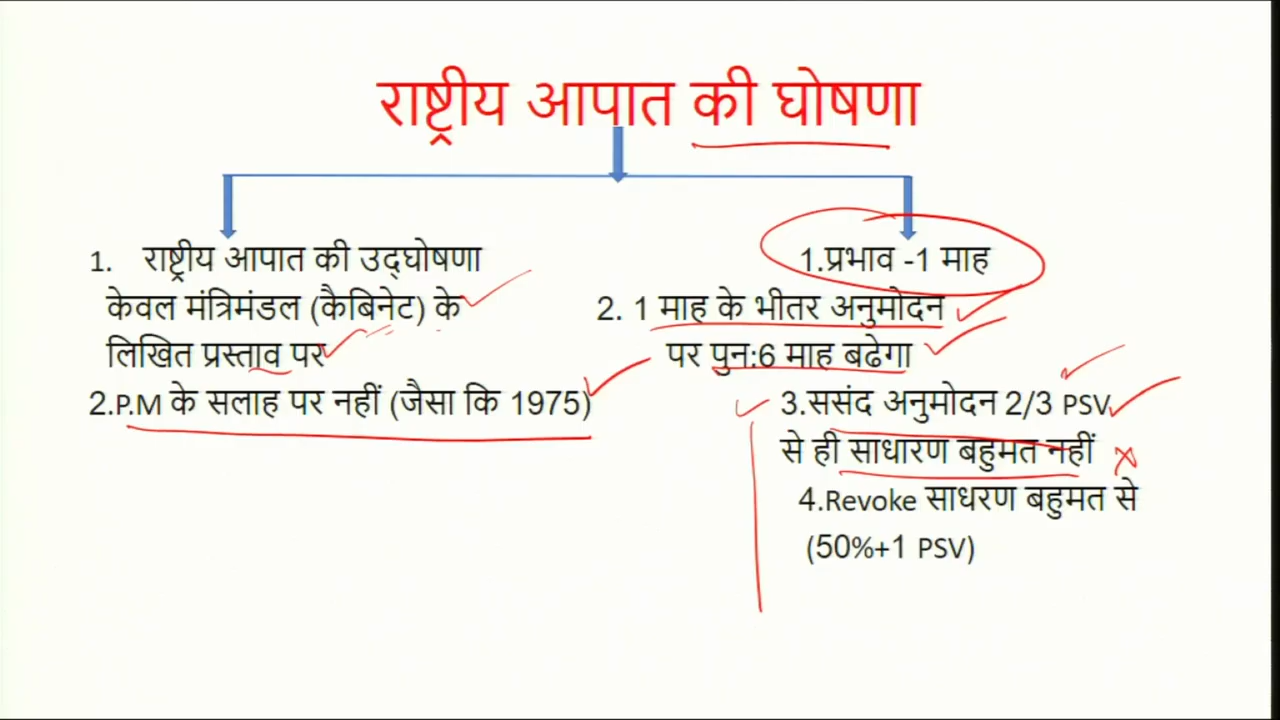 राष्ट्रीय आपात की घोषणा
1. राष्ट्रीय आपात की उद्घोषणा
केवल मंत्रिमंडल (कैबिनेट) के
लिखित प्रस्ताव पर
2.P.M के सलाह पर नहीं (जैसा कि 1975)
1.प्रभाव -1 माह
2. 1 माह के भीतर अनुमोदन
पर पुन:6 माह बढेगा
3.ससंद अनुमोदन 2/3 PSV
से ही साधारण बहुमत नहीं
4.Revoke साधरण बहुमत से
(50%+1 PSV)